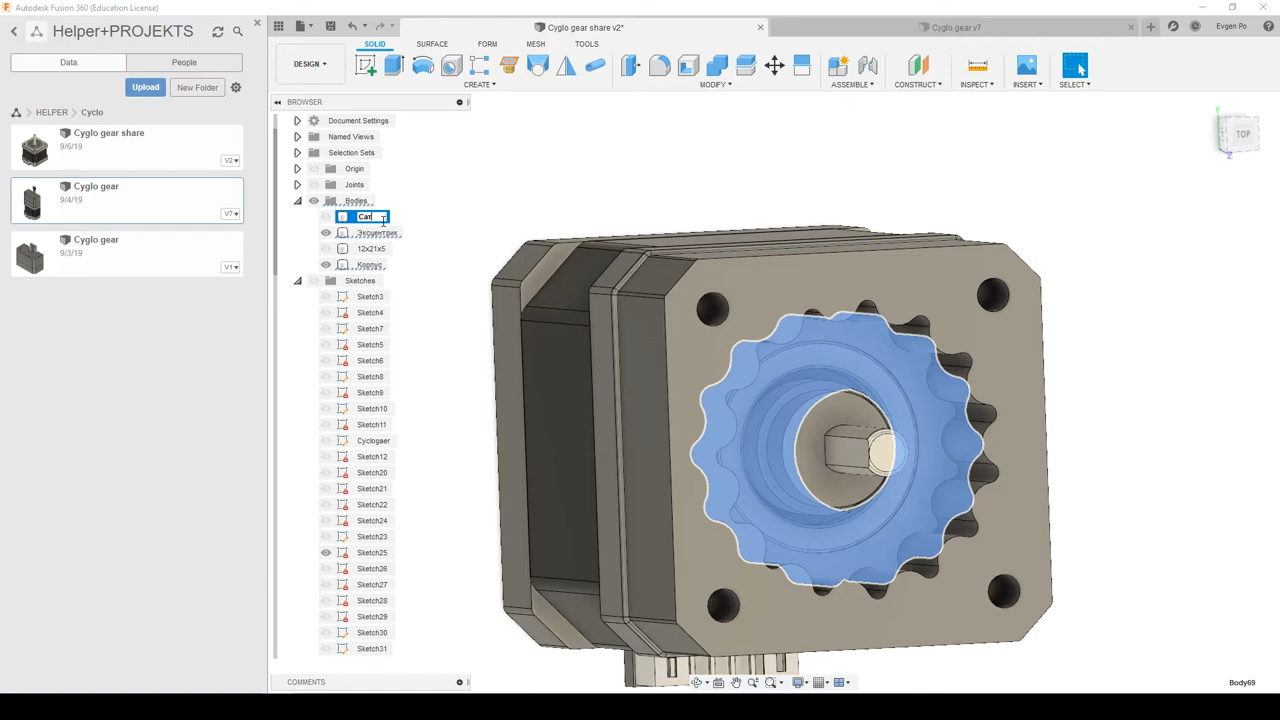 Autodesk Fusion 360 (Education License)
Helper+PROJEKTS
Data
People
Upload
New Folder
HELPER
Cyclo
Cyglo gear share
9/6/19
V2
Cyglo gear
9/4/19
V7
Cyglo gear
9/3/19
V1
Cyglo gear share v2*
Cyglo gear v7
Evgen Po
SOLID
SURFACE
FORM
MESH
TOOLS
DESIGN
CREATE
MODIFY
ASSEMBLE
CONSTRUCT
INSPECT
INSERT
SELECT
BROWSER
Document Settings
Named Views
Selection Sets
Origin
Joints
Bodies
Сат
Эксцентрик
12x21x5
Корпус
Sketches
Sketch3
Sketch4
Sketch7
Sketch5
Sketch6
Sketch8
Sketch9
Sketch10
Sketch11
Cyclogaer
Sketch12
Sketch20
Sketch21
Sketch22
Sketch24
Sketch23
Sketch25
Sketch26
Sketch27
Sketch28
Sketch29
Sketch30
Sketch31
TOP
Y
Z
COMMENTS
Body69